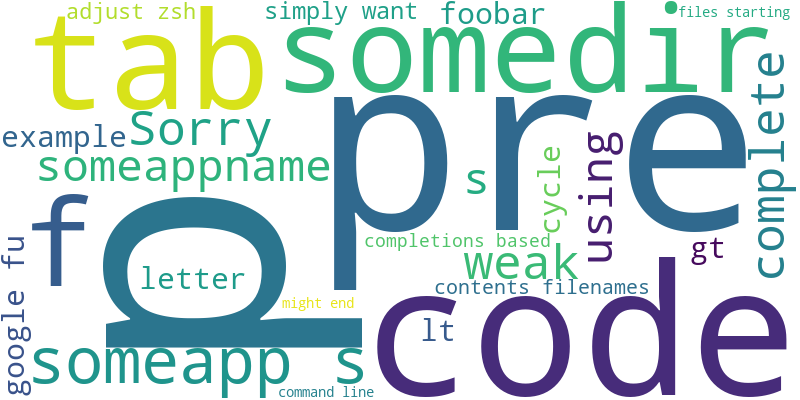 adjust zsh
simply want
foobar
files starting
tab
somedir
pre
complete
example
Sorry
someappname
s
cycle
using
f
p
letter
completions based
weak
gt
google fu
might end
contents filenames
lt
code
someapp s
command line